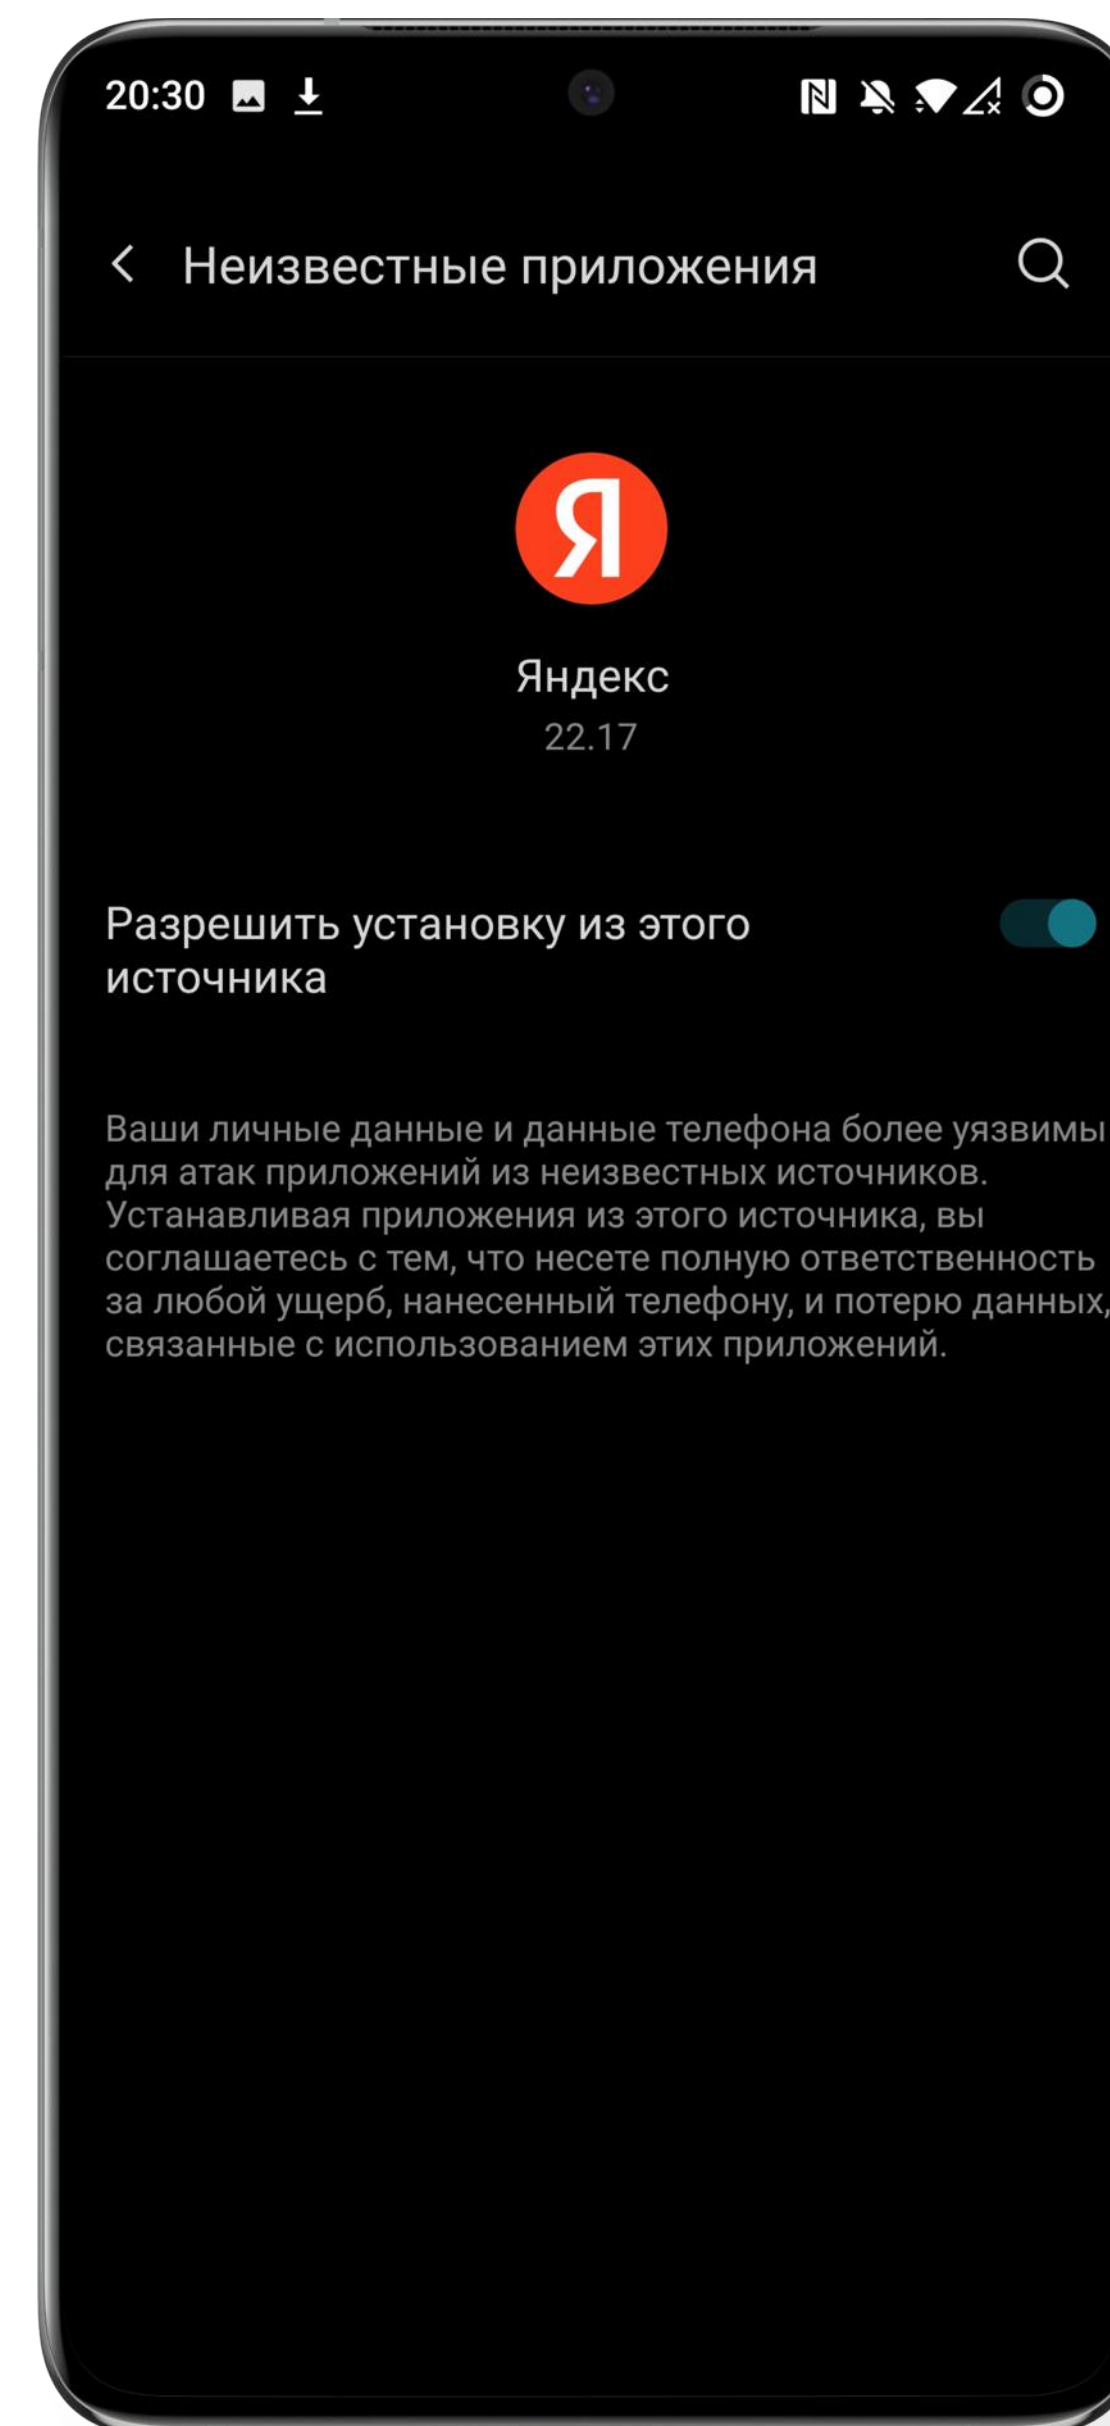 20:30
Неизвестные приложения
Я
Яндекс
22.17
Разрешить установку из этого
источника
Ваши личные данные и данные телефона более уязвимы
для атак приложений из неизвестных источников.
Устанавливая приложения из этого источника, вы
соглашаетесь с тем, что несете полную ответственность
за любой ущерб, нанесенный телефону, и потерю данных,
связанные с использованием этих приложений.